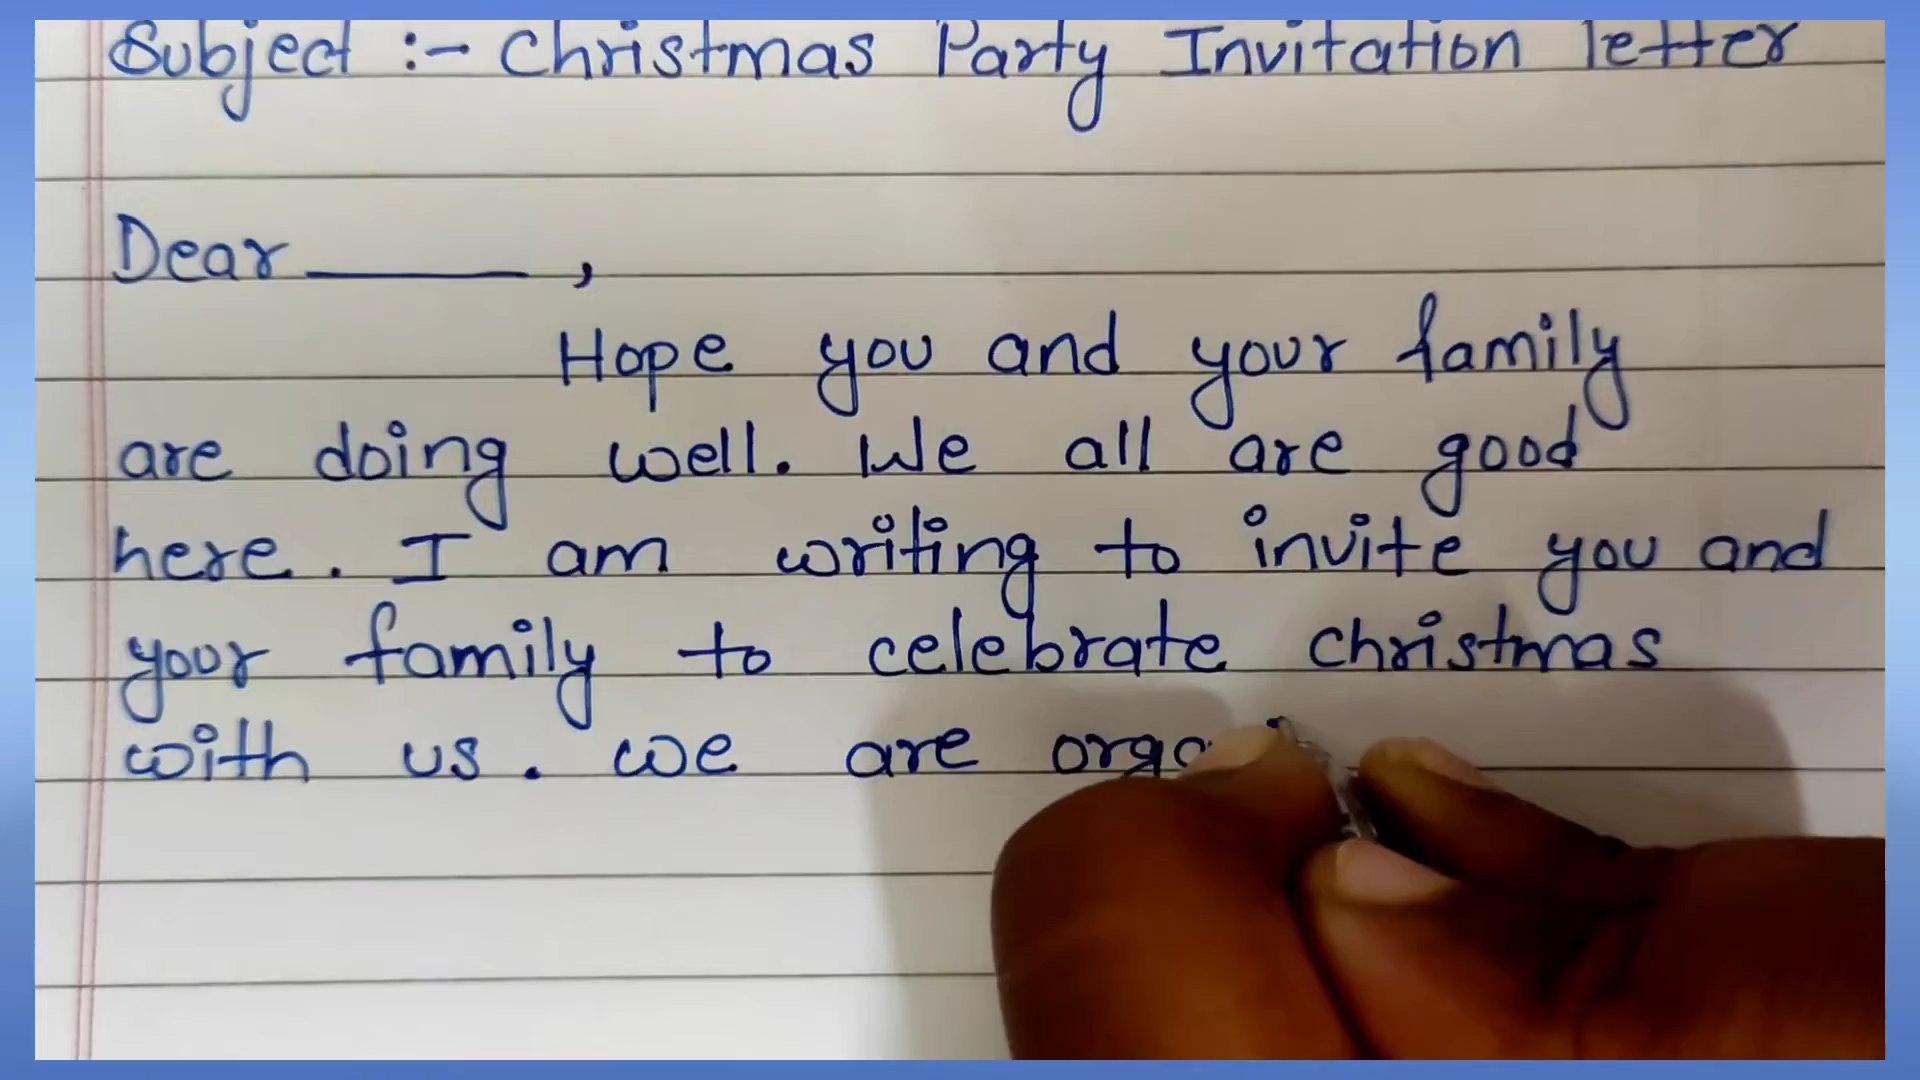 Subject :- Christmas Party Invitation letter
Dear ________ ,
Hope you and your family
are doing well. We all are good
here. I am writing to invite you and
your family to celebrate christmas
with us. we are